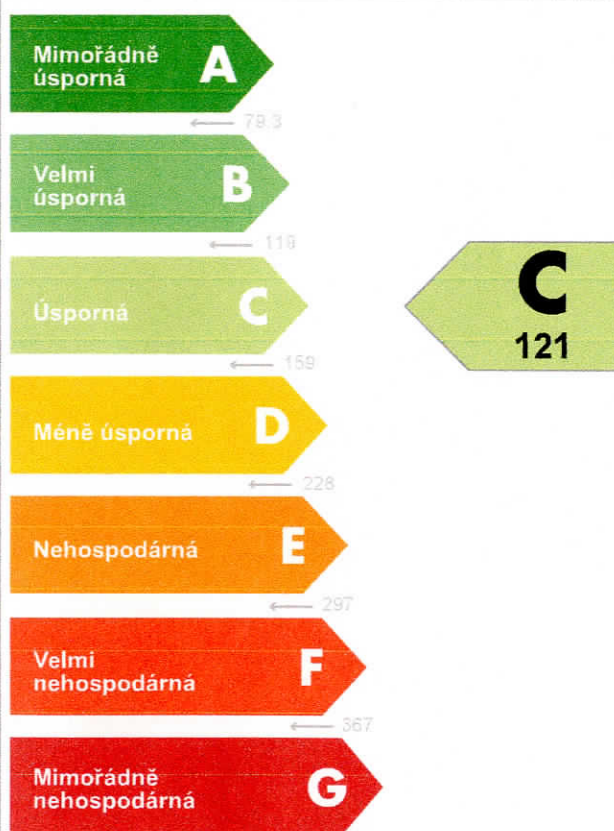 Mimořádně
úsporná
A
← 79.3
Velmi
úsporná
B
← 119
Úsporná
C
← 159
C
121
Méně úsporná
D
← 228
Nehospodárná
E
← 297
Velmi
nehospodárná
F
← 367
Mimořádně
nehospodárná
G